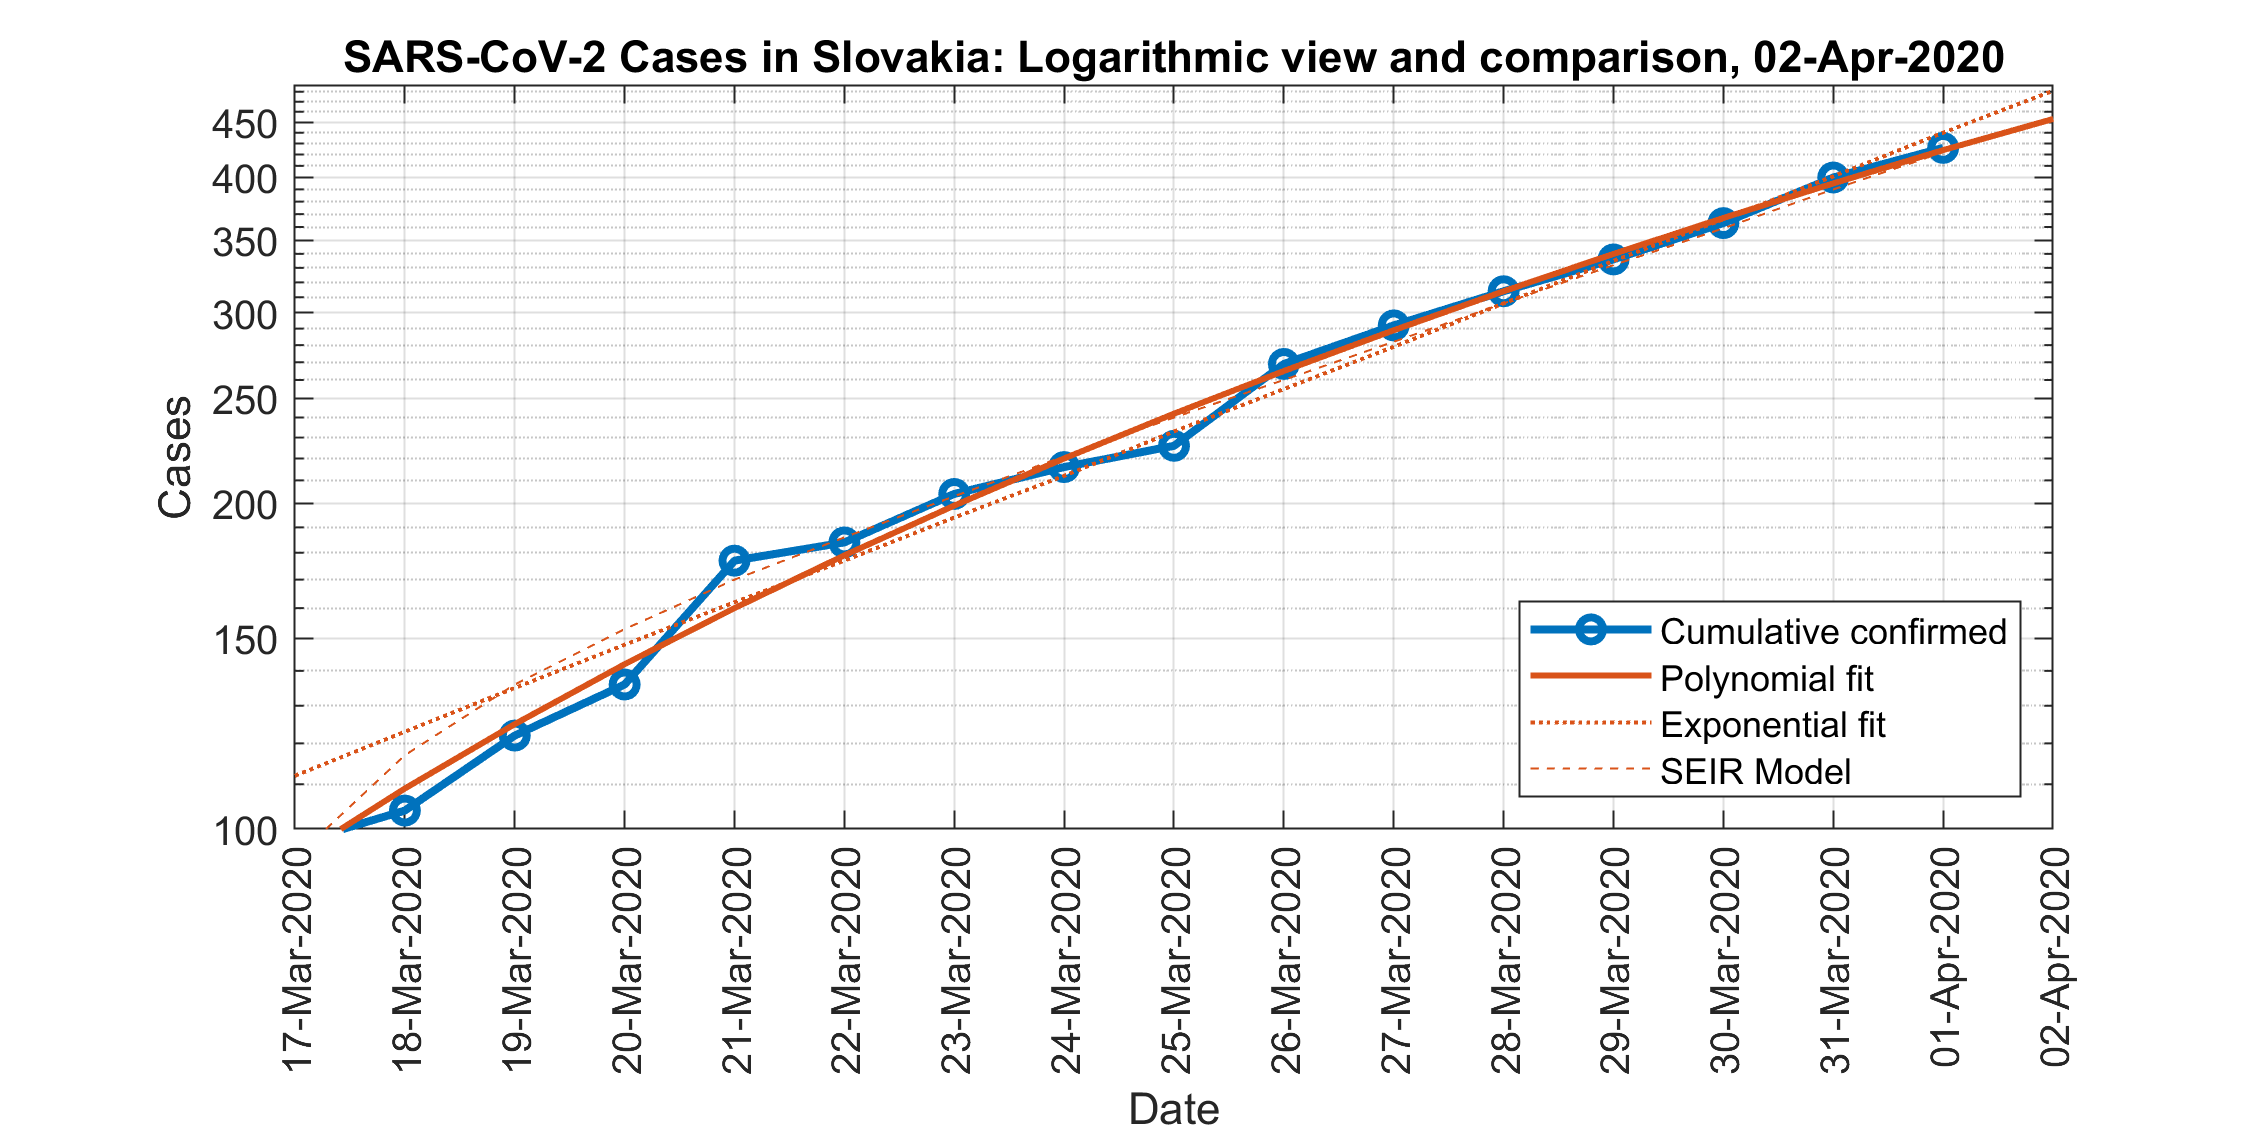 SARS-CoV-2 Cases in Slovakia: Logarithmic view and comparison, 02-Apr-2020
Cases
450
400
350
300
250
200
150
100
Cumulative confirmed
Polynomial fit
Exponential fit
SEIR Model
17-Mar-2020
18-Mar-2020
19-Mar-2020
20-Mar-2020
21-Mar-2020
22-Mar-2020
23-Mar-2020
24-Mar-2020
25-Mar-2020
26-Mar-2020
27-Mar-2020
28-Mar-2020
29-Mar-2020
30-Mar-2020
31-Mar-2020
01-Apr-2020
02-Apr-2020
Date